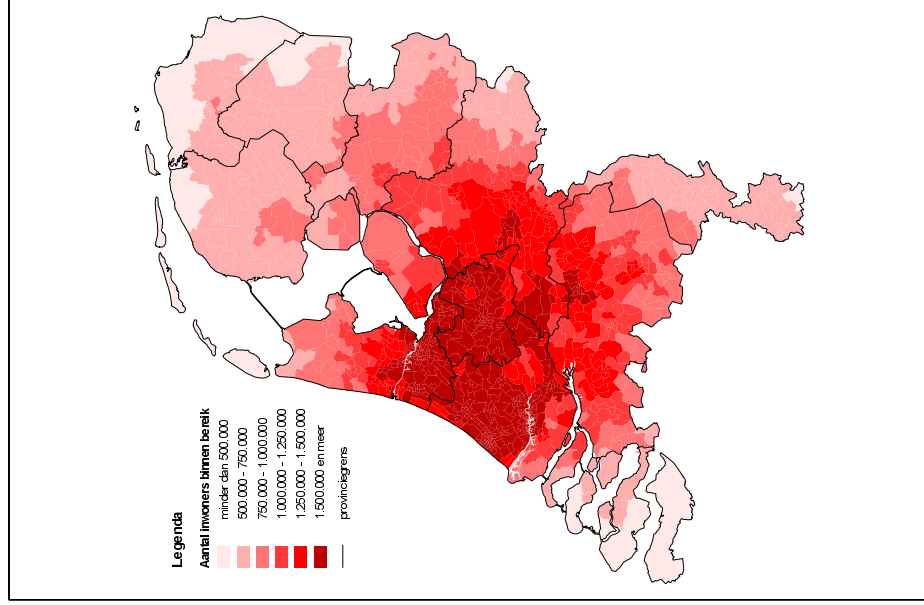 Legenda
Aantal inwoners binnen bereik
minder dan 500.000
500.000 - 750.000
750.000 - 1.000.000
1.000.000 - 1.250.000
1.250.000 - 1.500.000
1.500.000 en meer
provinciegrens